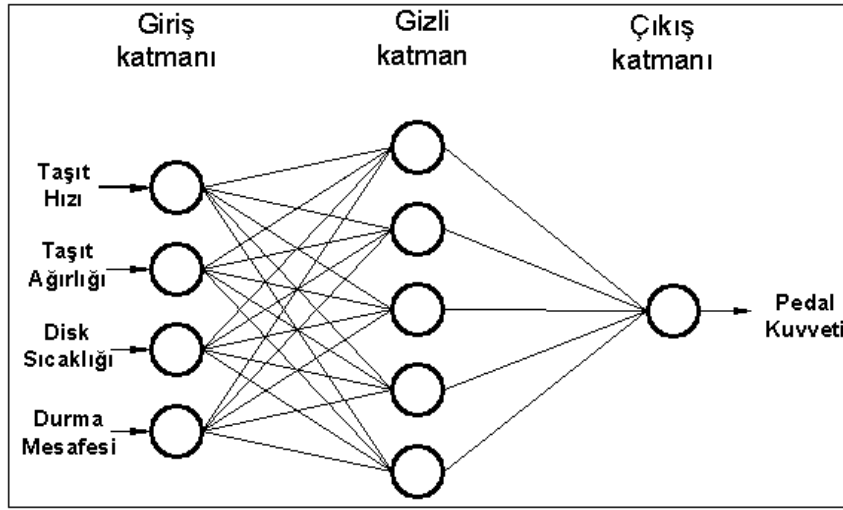 Giriş
katmanı
Gizli
katman
Çıkış
katmanı
Taşıt
Hızı
Taşıt
Ağırlığı
Disk
Sıcaklığı
Durma
Mesafesi
Pedal
Kuvveti